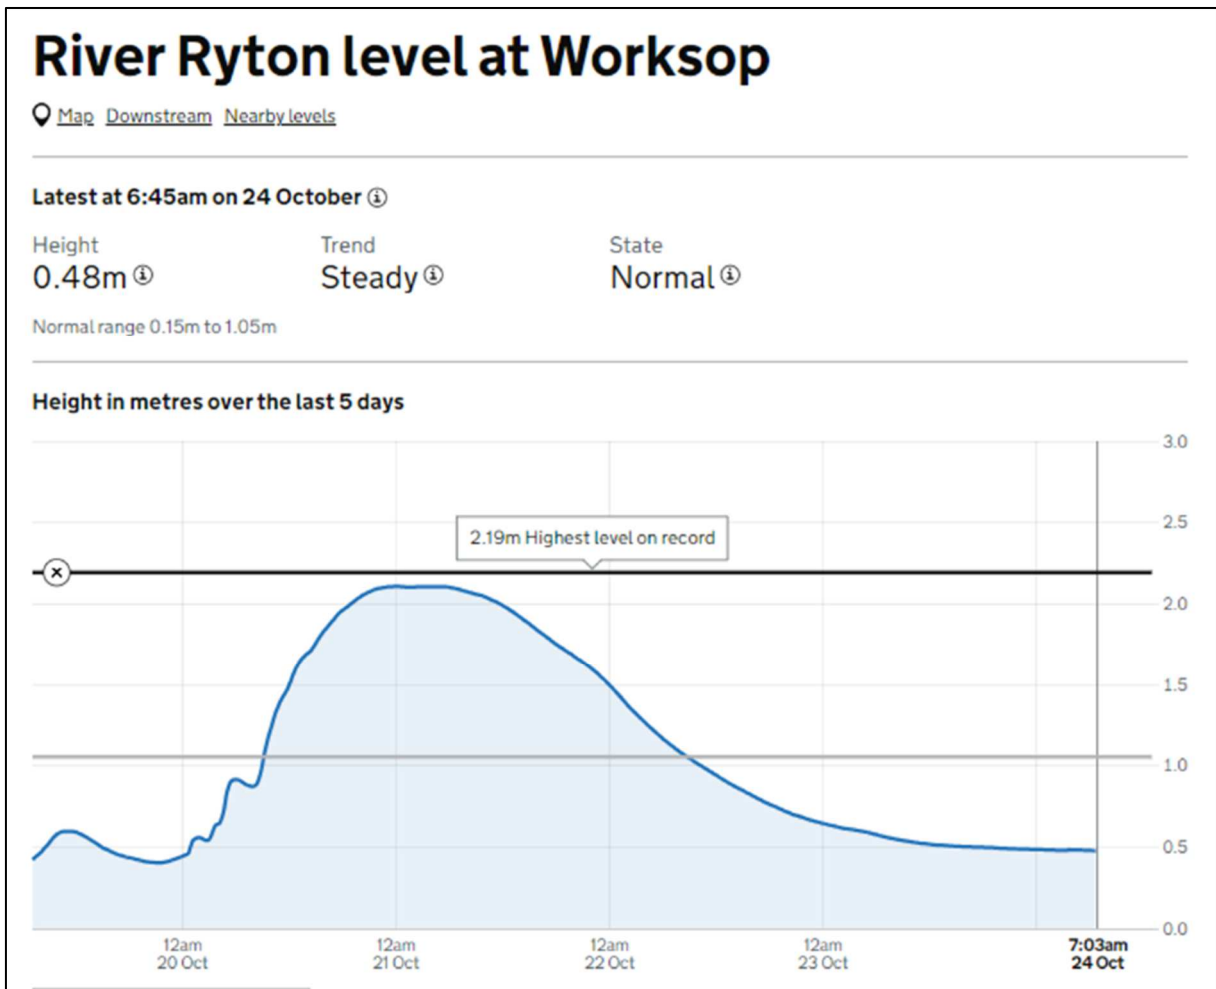 River Ryton level at Worksop
Map Downstream Nearby levels
Latest at 6:45am on 24 October
Height Trend State
0.48m Steady Normal
Normal range 0.15m to 1.05m
Height in metres over the last 5 days
3.0
2.5
2.19m Highest level on record
2.0
1.5
1.0
0.5
0.0
12am 12am 12am 12am 7:03am
20 Oct 21 Oct 22 Oct 23 Oct 24 Oct